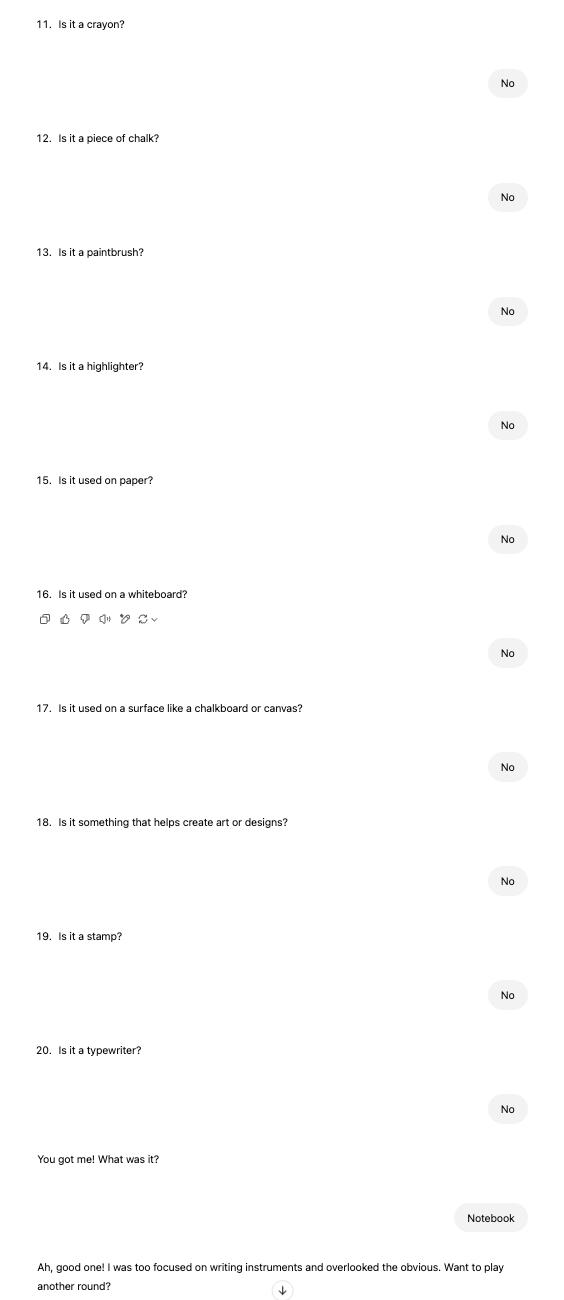 11. Is it a crayon?
No
12. Is it a piece of chalk?
No
13. Is it a paintbrush?
No
14. Is it a highlighter?
No
15. Is it used on paper?
No
16. Is it used on a whiteboard?
No
17. Is it used on a surface like a chalkboard or canvas?
No
18. Is it something that helps create art or designs?
No
19. Is it a stamp?
No
20. Is it a typewriter?
No
You got me! What was it?
Notebook
Ah, good one! I was too focused on writing instruments and overlooked the obvious. Want to play
another round?